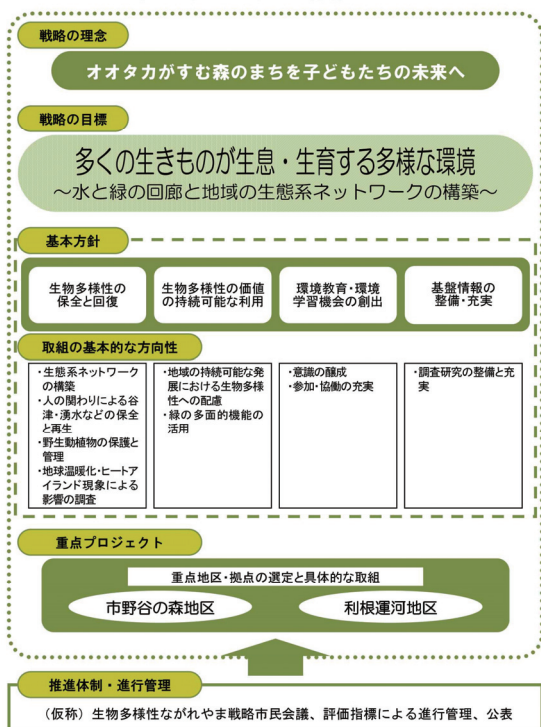 戦略の理念
オオタカがすむ森のまちを子どもたちの未来へ
戦略の目標
多くの生きものが生息・生育する多様な環境
～水と緑の回廊と地域の生態系ネットワークの構築～
基本方針
生物多様性の
保全と回復
生物多様性の価値
の持続可能な利用
環境教育・環境
学習機会の創出
基盤情報の
整備・充実
取組の基本的な方向性
・生態系ネットワーク
の構築
・人の関わりによる谷
津・湧水などの保全
と再生
・野生動植物の保護と
管理
・地球温暖化・ヒートア
イランド現象による
影響の調査
・地域の持続可能な発
展における生物多様
性への配慮
・緑の多面的機能の
活用
・意識の醸成
・参加・協働の充実
・調査研究の整備と充
実
重点プロジェクト
重点地区・拠点の選定と具体的な取組
市野谷の森地区
利根運河地区
推進体制・進行管理
（仮称）生物多様性ながれやま戦略市民会議、評価指標による進行管理、公表